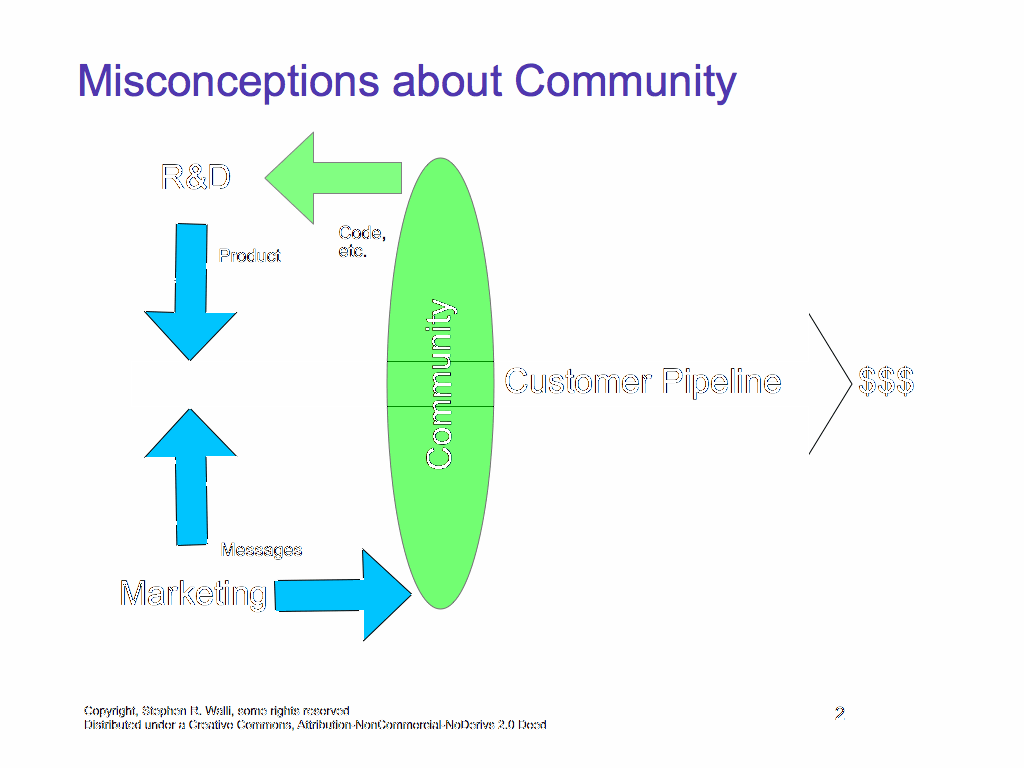 Misconceptions about Community
R&D
Code,
etc.
Product
Community
Customer Pipeline
$$$
Messages
Marketing
Copyright, Stephen R. Walli, some rights reserved
Distributed under a Creative Commons, Attribution-NonCommercial-NoDerivs 2.0 Deed
2